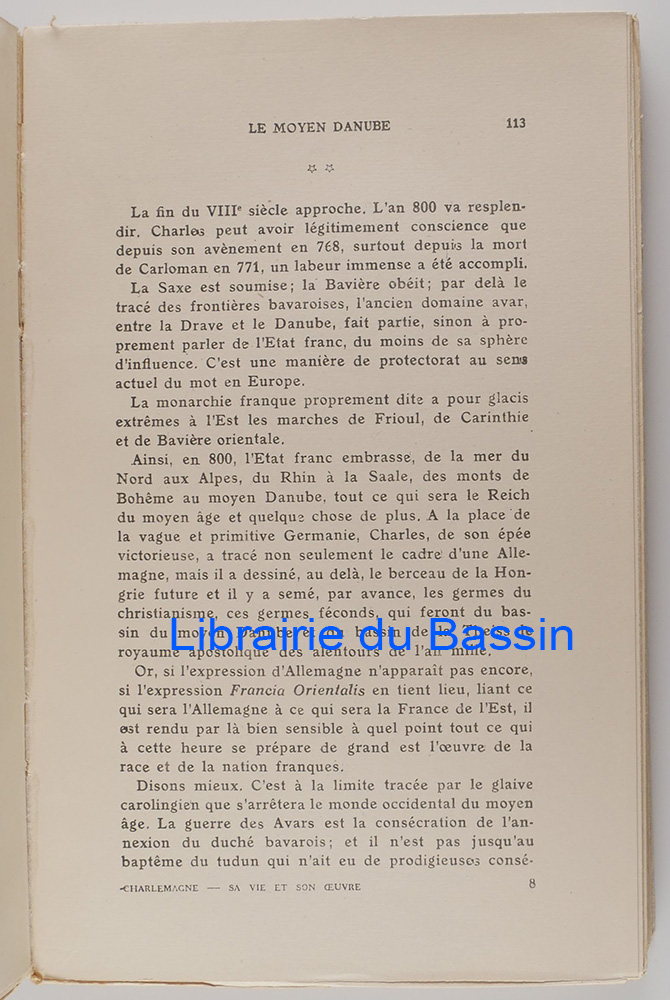 LE MOYEN DANUBE 113
La fin du VIIIe siècle approche. L'an 800 va resplen-
dir. Charles peut avoir légitimement conscience que
depuis son avènement en 768, surtout depuis la mort
de Carloman en 771, un labeur immense a été accompli.
La Saxe est soumise; la Bavière obéit; par delà le
tracé des frontières bavaroises, l'ancien domaine avar,
entre la Drave et le Danube, fait partie, sinon à pro-
prement parler de l'Etat franc, du moins de sa sphère
d'influence. C'est une manière de protectorat au sens
actuel du mot en Europe.
La monarchie franque proprement dite a pour glacis
extrêmes à l'Est les marches de Frioul, de Carinthie
et de Bavière orientale.
Ainsi, en 800, l'Etat franc embrasse, de la mer du
Nord aux Alpes, du Rhin à la Saale, des monts de
Bohême au moyen Danube, tout ce qui sera le Reich
du moyen âge et quelque chose de plus. A la place de
la vague et primitive Germanie, Charles, de son épée
victorieuse, a tracé non seulement le cadre d'une Alle-
magne, mais il a dessiné, au delà, le berceau de la Hon-
grie future et il y a semé, par avance, les germes du
christianisme, ces germes féconds, qui feront du bas-
sin du moyen Danube et du bassin de la Theiss le
Librairie du Bassin
royaume apostolique des alentours de l'an mille.
Or, si l'expression d'Allemagne n'apparaît pas encore,
si l'expression Francia Orientalis en tient lieu, liant ce
qui sera l'Allemagne à ce qui sera la France de l'Est, il
est rendu par là bien sensible à quel point tout ce qui
à cette heure se prépare de grand est l'œuvre de la
race et de la nation franques.
Disons mieux. C'est à la limite tracée par le glaive
carolingien que s'arrêtera le monde occidental du moyen
âge. La guerre des Avars est la consécration de l'an-
nexion du duché bavarois; et il n'est pas jusqu'au
baptême du tudun qui n'ait eu de prodigieuses consé-
CHARLEMAGNE — SA VIE ET SON ŒUVRE 8